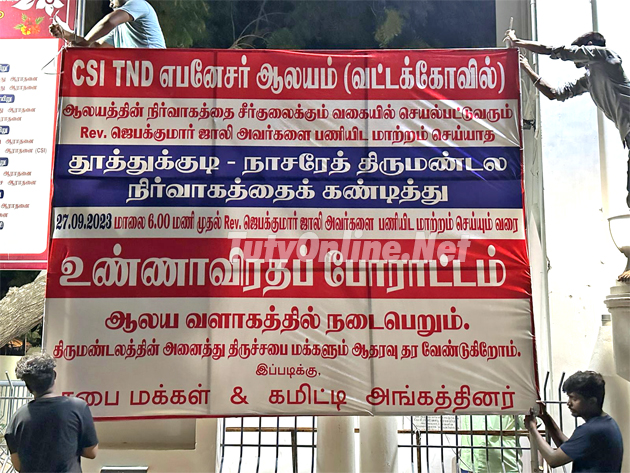 CSI TND எபனேசர் ஆலயம் (வட்டக்கோவில்)
ஆலயத்தின் நிர்வாகத்தை சீர்குலைக்கும் வகையில் செயல்பட்டுவரும்
Rev. ஜெபக்குமார் ஜாலி அவர்களை பணியிட மாற்றம் செய்யாத
தூத்துக்குடி - நாசரேத் திருமண்டல
நிர்வாகத்தைக் கண்டித்து
27.09.2023 மாலை 6.00 மணி முதல் Rev. ஜெபக்குமார் ஜாலி அவர்களை பணியிட மாற்றம் செய்யும் வரை
TutyOnline.Net
உண்ணாவிரதப் போராட்டம்
ஆலய வளாகத்தில் நடைபெறும்.
திருமண்டலத்தின் அனைத்து திருச்சபை மக்களும் ஆதரவு தர வேண்டுகிறோம்.
இப்படிக்கு,
சபை மக்கள் & கமிட்டி அங்கத்தினர்